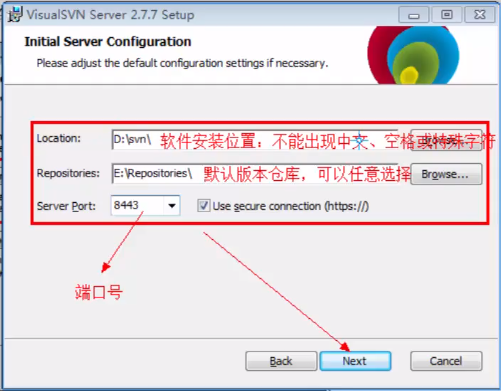 VisualSVN Server 2.7.7 Setup
Initial Server Configuration
Please adjust the default configuration settings if necessary.
Location: D:\svn\ 软件安装位置：不能出现中文、空格或特殊字符 Browse...
Repositories: E:\Repositories\ 默认版本仓库，可以任意选择 Browse...
Server Port: 8443 Use secure connection (https://)
端口号
Back Next Cancel